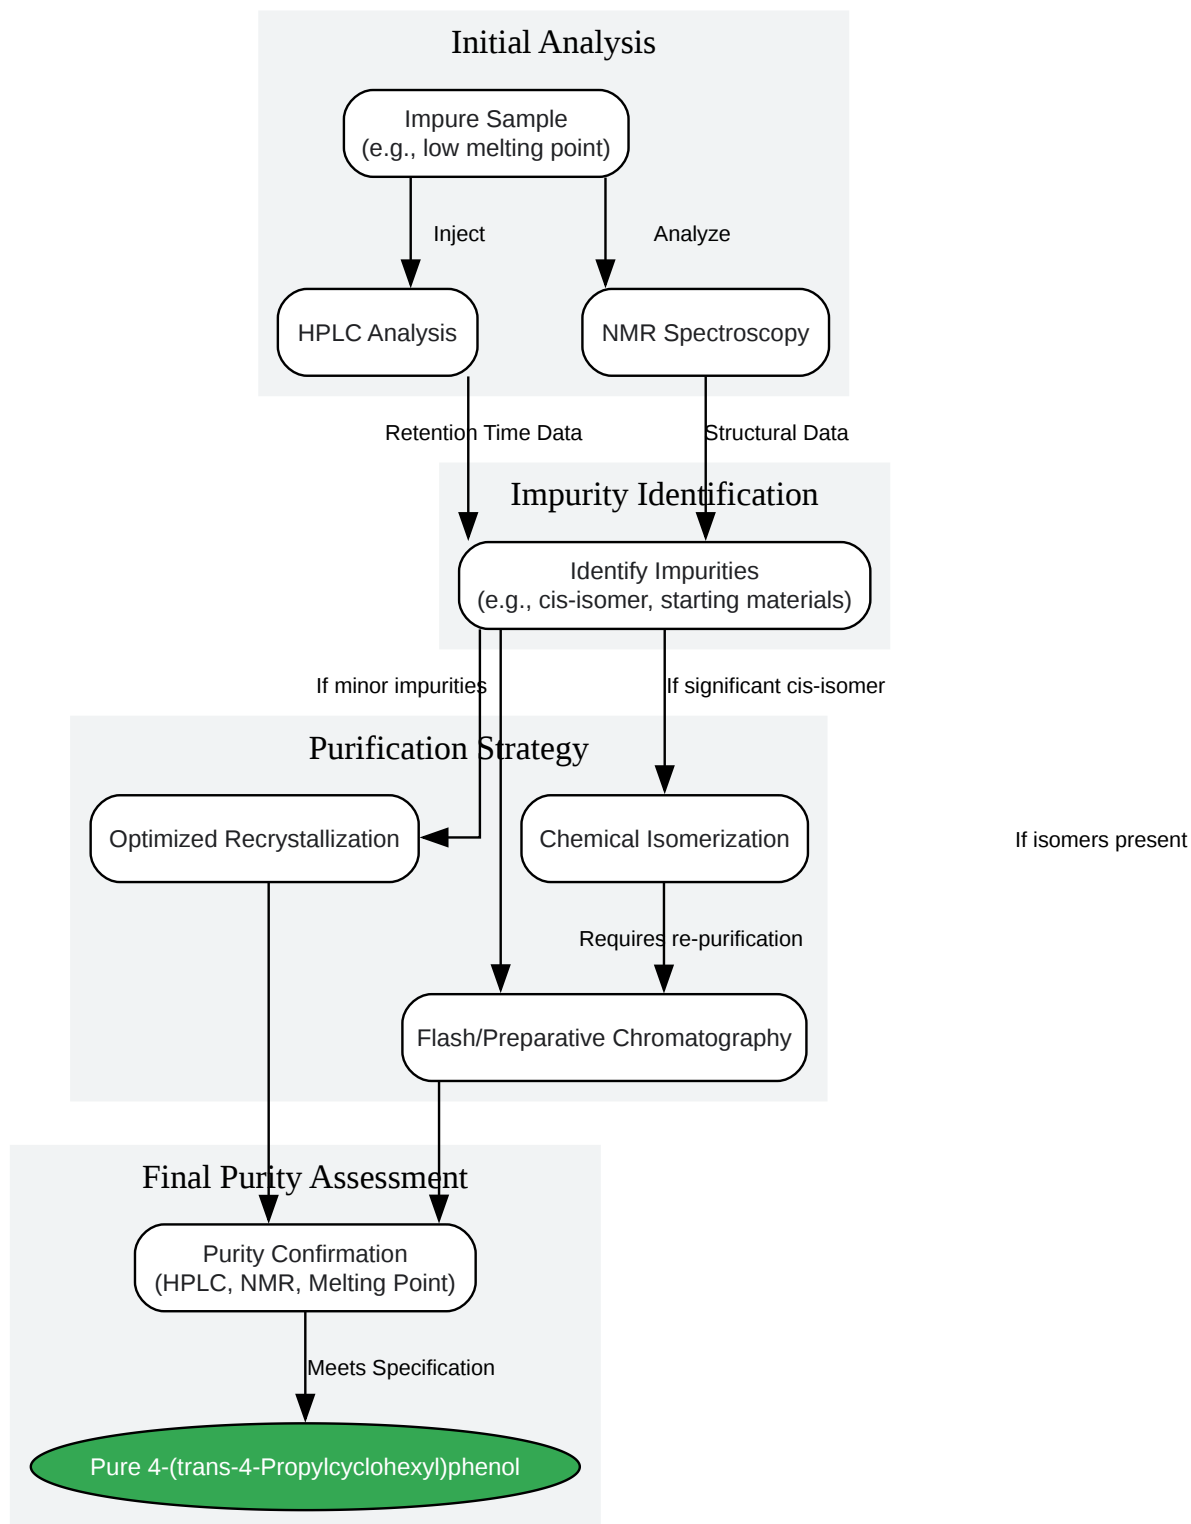 Initial Analysis
Impure Sample
(e.g., low melting point)
Inject
Analyze
HPLC Analysis
NMR Spectroscopy
Retention Time Data
Structural Data
Impurity Identification
Identify Impurities
(e.g., cis-isomer, starting materials)
If minor impurities
If significant cis-isomer
Purification Strategy
Optimized Recrystallization
Chemical Isomerization
If isomers present
Requires re-purification
Flash/Preparative Chromatography
Final Purity Assessment
Purity Confirmation
(HPLC, NMR, Melting Point)
Meets Specification
Pure 4-(trans-4-Propylcyclohexyl)phenol